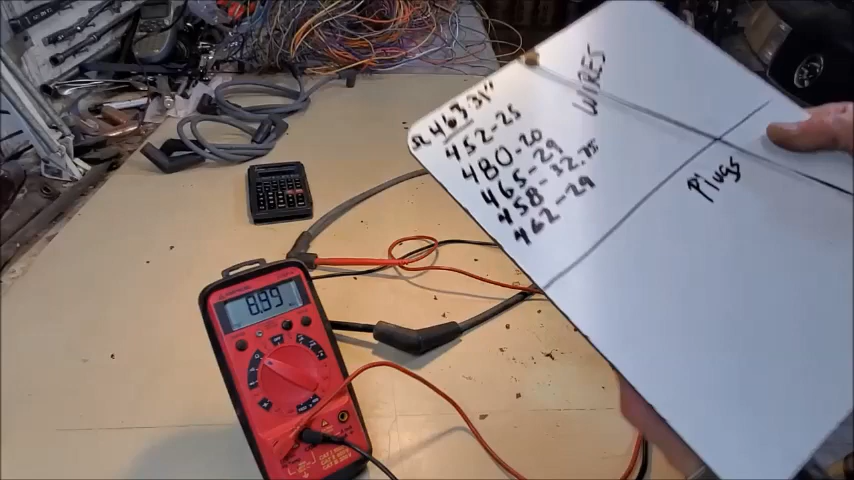 WIRES
Ω 463-31"
452-25
480-20
465-29
458-32.75
462-29
Plugs
8.99